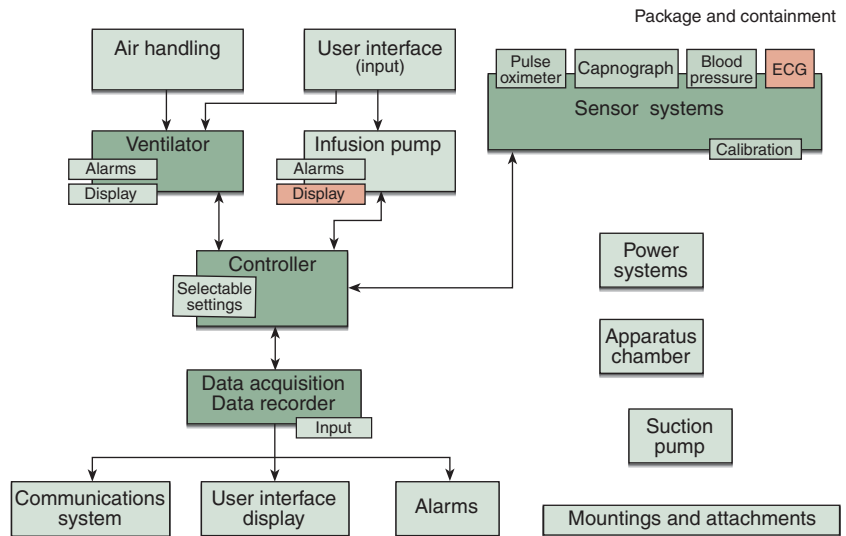 Package and containment
Air handling
User interface
(input)
Pulse
oximeter
Capnograph
Blood
pressure
ECG
Sensor systems
Calibration
Ventilator
Alarms
Display
Infusion pump
Alarms
Display
Controller
Selectable
settings
Power
systems
Apparatus
chamber
Data acquisition
Data recorder
Input
Suction
pump
Communications
system
User interface
display
Alarms
Mountings and attachments